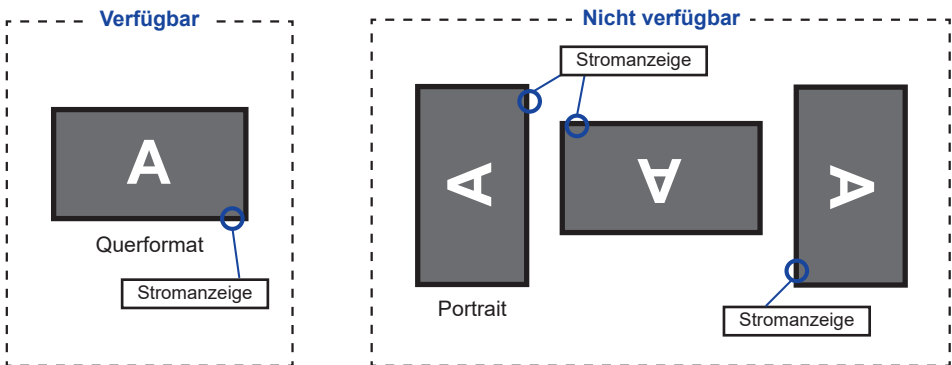 Verfügbar
A
Querformat
Stromanzeige
Nicht verfügbar
Stromanzeige
A
A
A
Portrait
Stromanzeige